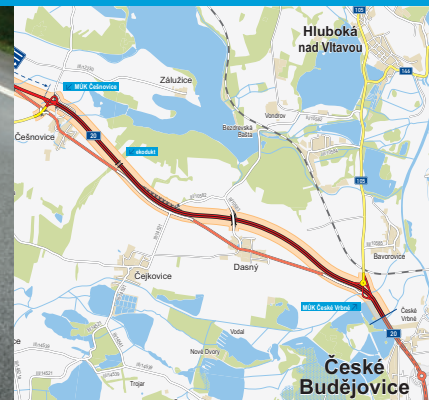 105
Hluboká
nad Vltavou
146
Zálužice
MÚK Češnovice
Vondrov
Bezdrevská
Bašta
Češnovice
20
ekodukt
105
Bavorovice
Dasný
Čejkovice
MÚK České Vrbné
České
Vrbné
Vodal
20
Nové Dvory
České
Budějovice
Trojar